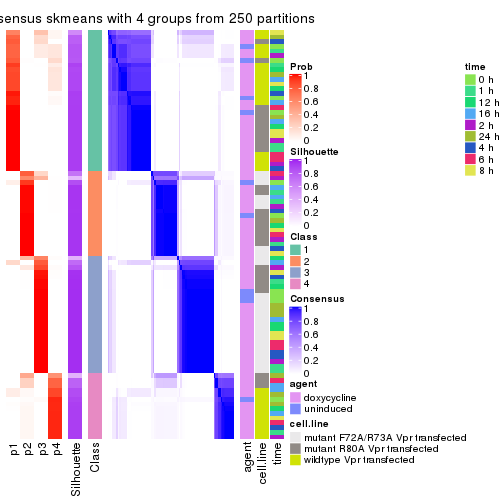 sensus skmeans with 4 groups from 250 partitions
Prob
1
0.8
0.6
0.4
0.2
0
Silhouette
1
0.8
0.6
0.4
0.2
0
Class
1
2
3
4
Consensus
1
0.8
0.6
0.4
0.2
0
agent
doxycycline
uninduced
cell.line
mutant F72A/R73A Vpr transfected
mutant R80A Vpr transfected
wildtype Vpr transfected
time
0 h
1 h
12 h
16 h
2 h
24 h
4 h
6 h
8 h
p1
p2
p3
p4
Silhouette
Class
agent
cell.line
time